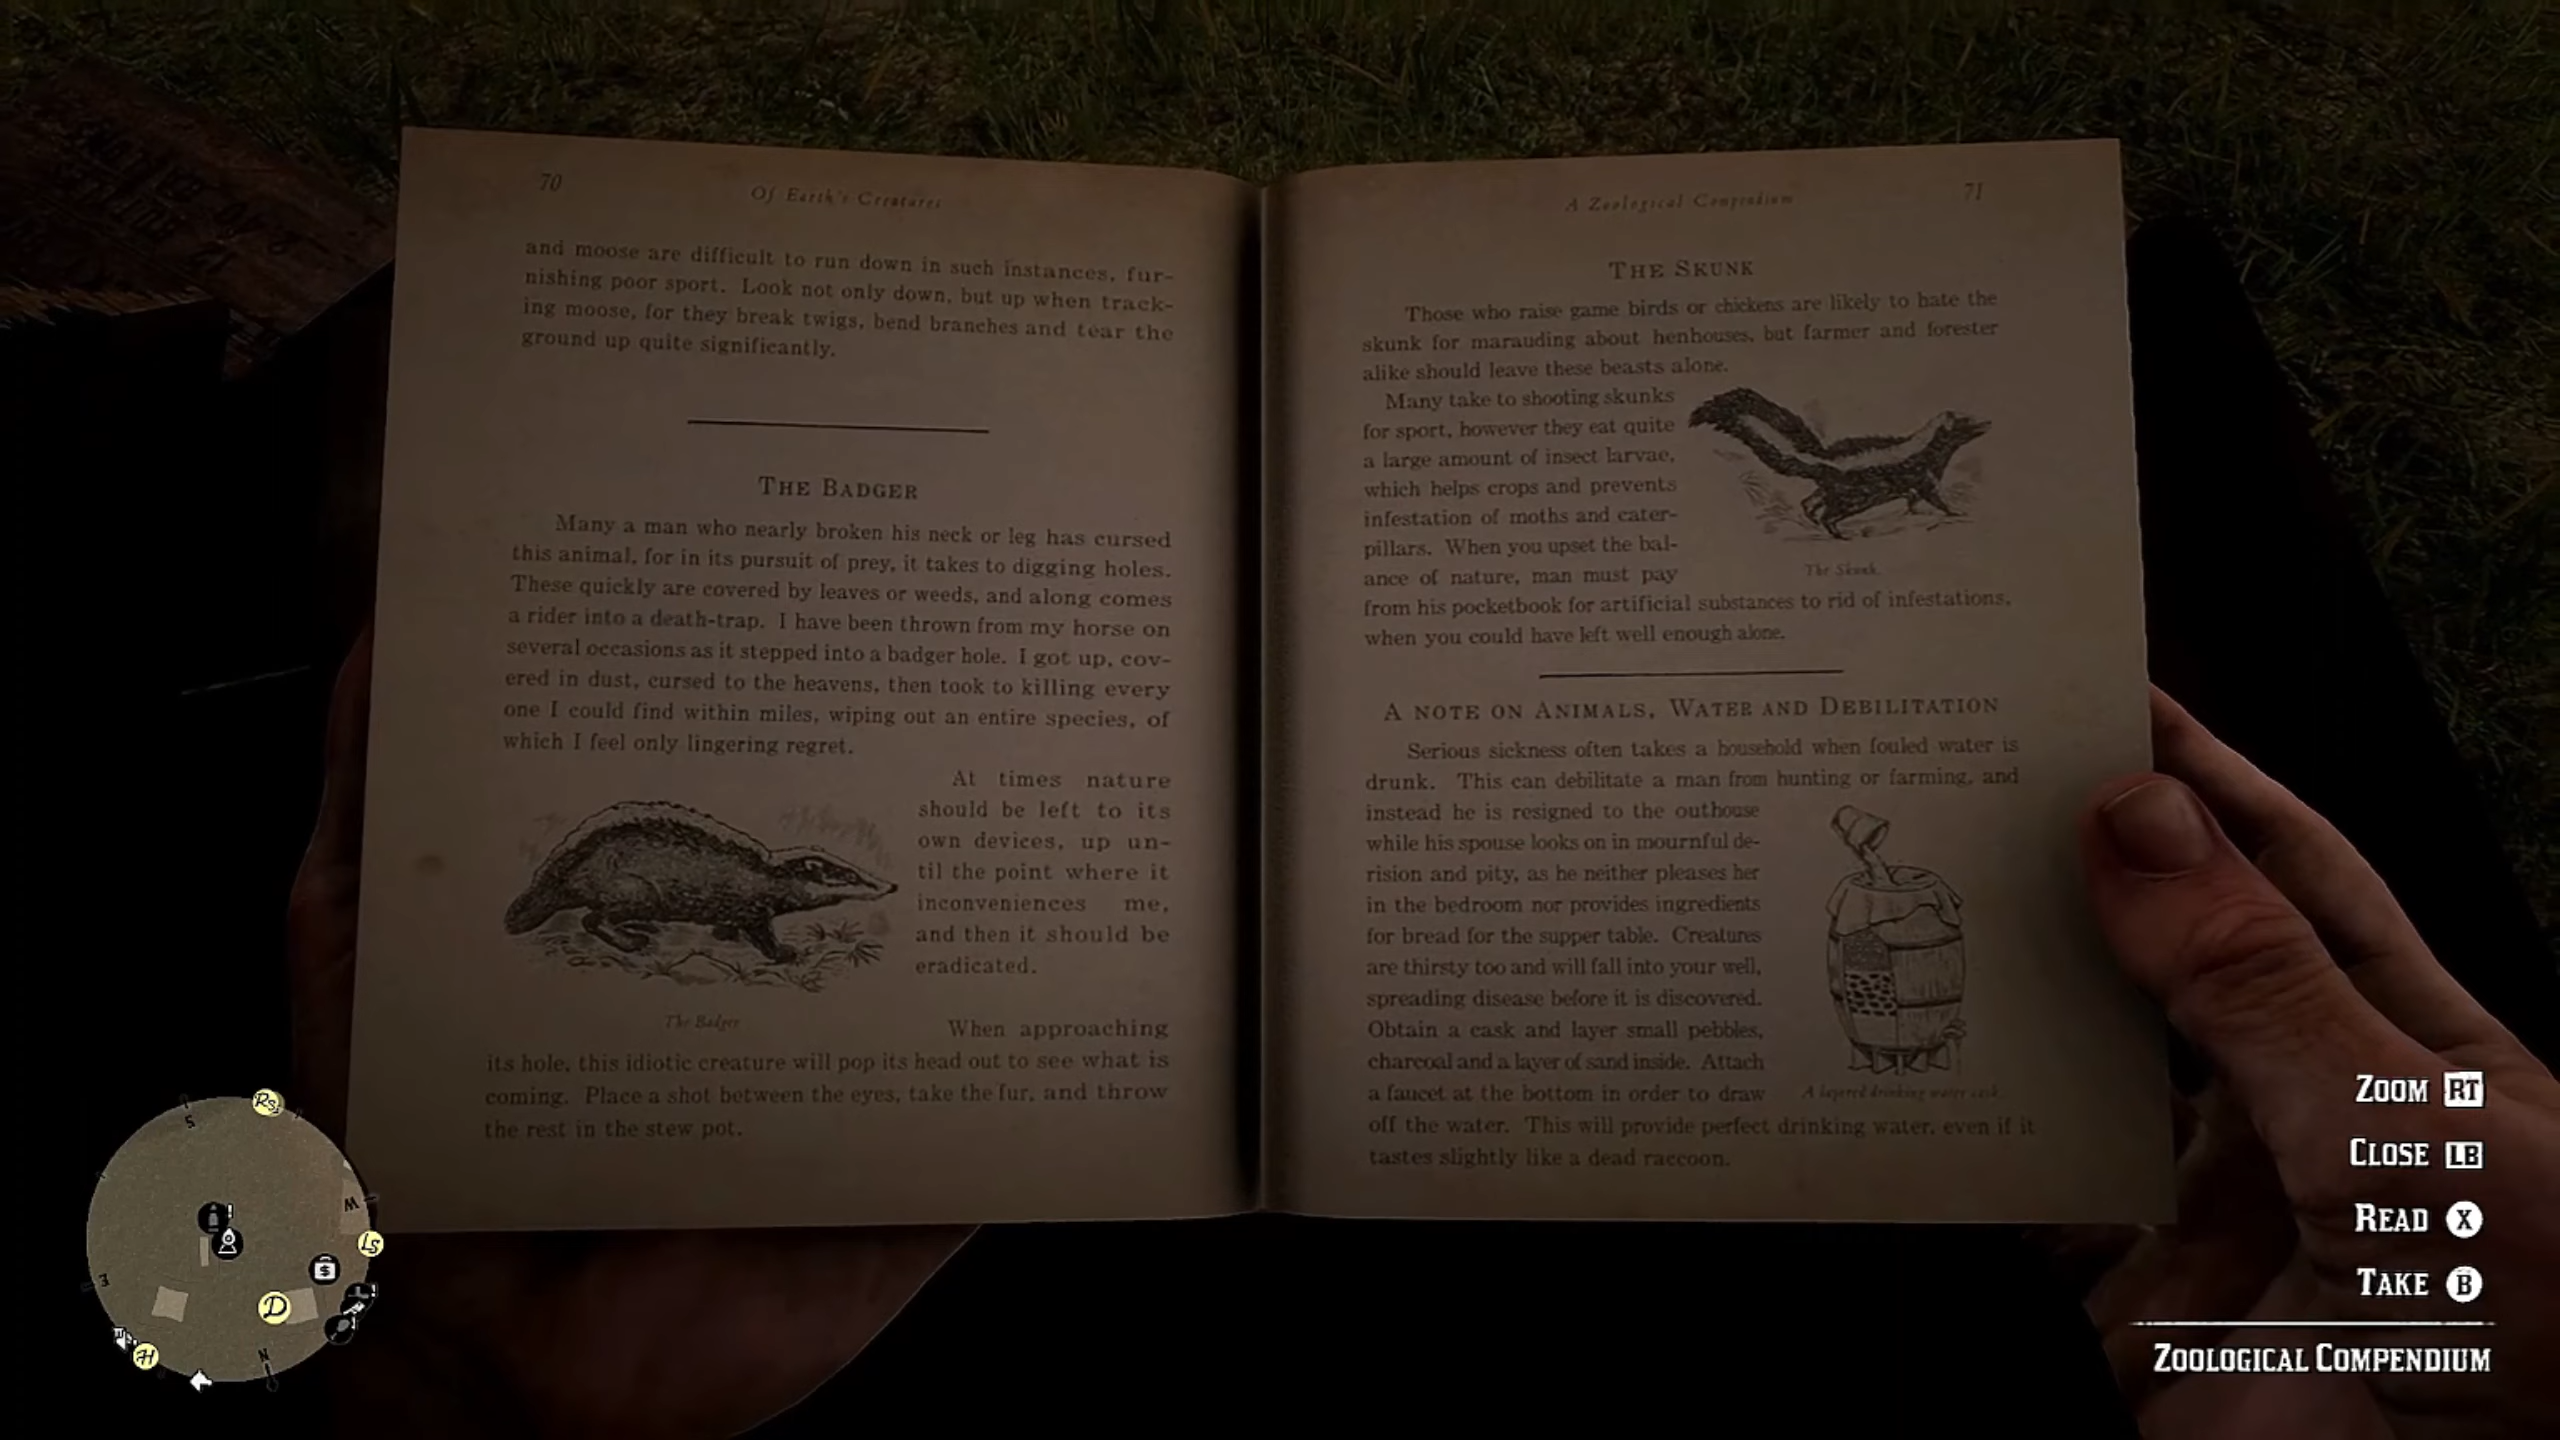 70
Of Earth's Creatures
and moose are difficult to run down in such instances, fur-
nishing poor sport. Look not only down, but up when track-
ing moose, for they break twigs, bend branches and tear the
ground up quite significantly.
THE BADGER
Many a man who nearly broken his neck or leg has cursed
this animal, for in its pursuit of prey, it takes to digging holes.
These quickly are covered by leaves or weeds, and along comes
a rider into a death-trap. I have been thrown from my horse on
several occasions as it stepped into a badger hole. I got up, cov-
ered in dust, cursed to the heavens, then took to killing every
one I could find within miles, wiping out an entire species, of
which I feel only lingering regret.
At times nature
should be left to its
own devices, up un-
til the point where it
inconveniences me,
and then it should be
eradicated.
The Badger
When approaching
its hole, this idiotic creature will pop its head out to see what is
coming. Place a shot between the eyes, take the fur, and throw
the rest in the stew pot.
A Zoological Compendium
71
THE SKUNK
Those who raise game birds or chickens are likely to hate the
skunk for marauding about henhouses, but farmer and forester
alike should leave these beasts alone.
Many take to shooting skunks
for sport, however they eat quite
a large amount of insect larvae,
which helps crops and prevents
infestation of moths and cater-
pillars. When you upset the bal-
ance of nature, man must pay
The Skunk.
from his pocketbook for artificial substances to rid of infestations,
when you could have left well enough alone.
A NOTE ON ANIMALS, WATER AND DEBILITATION
Serious sickness often takes a household when fouled water is
drunk. This can debilitate a man from hunting or farming, and
instead he is resigned to the outhouse
while his spouse looks on in mournful de-
rision and pity, as he neither pleases her
in the bedroom nor provides ingredients
for bread for the supper table. Creatures
are thirsty too and will fall into your well,
spreading disease before it is discovered.
Obtain a cask and layer small pebbles,
charcoal and a layer of sand inside. Attach
a faucet at the bottom in order to draw
A layered drinking water cask.
off the water. This will provide perfect drinking water, even if it
tastes slightly like a dead raccoon.
Rs
S
W
Ls
E
$
D
H
N
ZOOM RT
CLOSE LB
READ X
TAKE B
ZOOLOGICAL COMPENDIUM